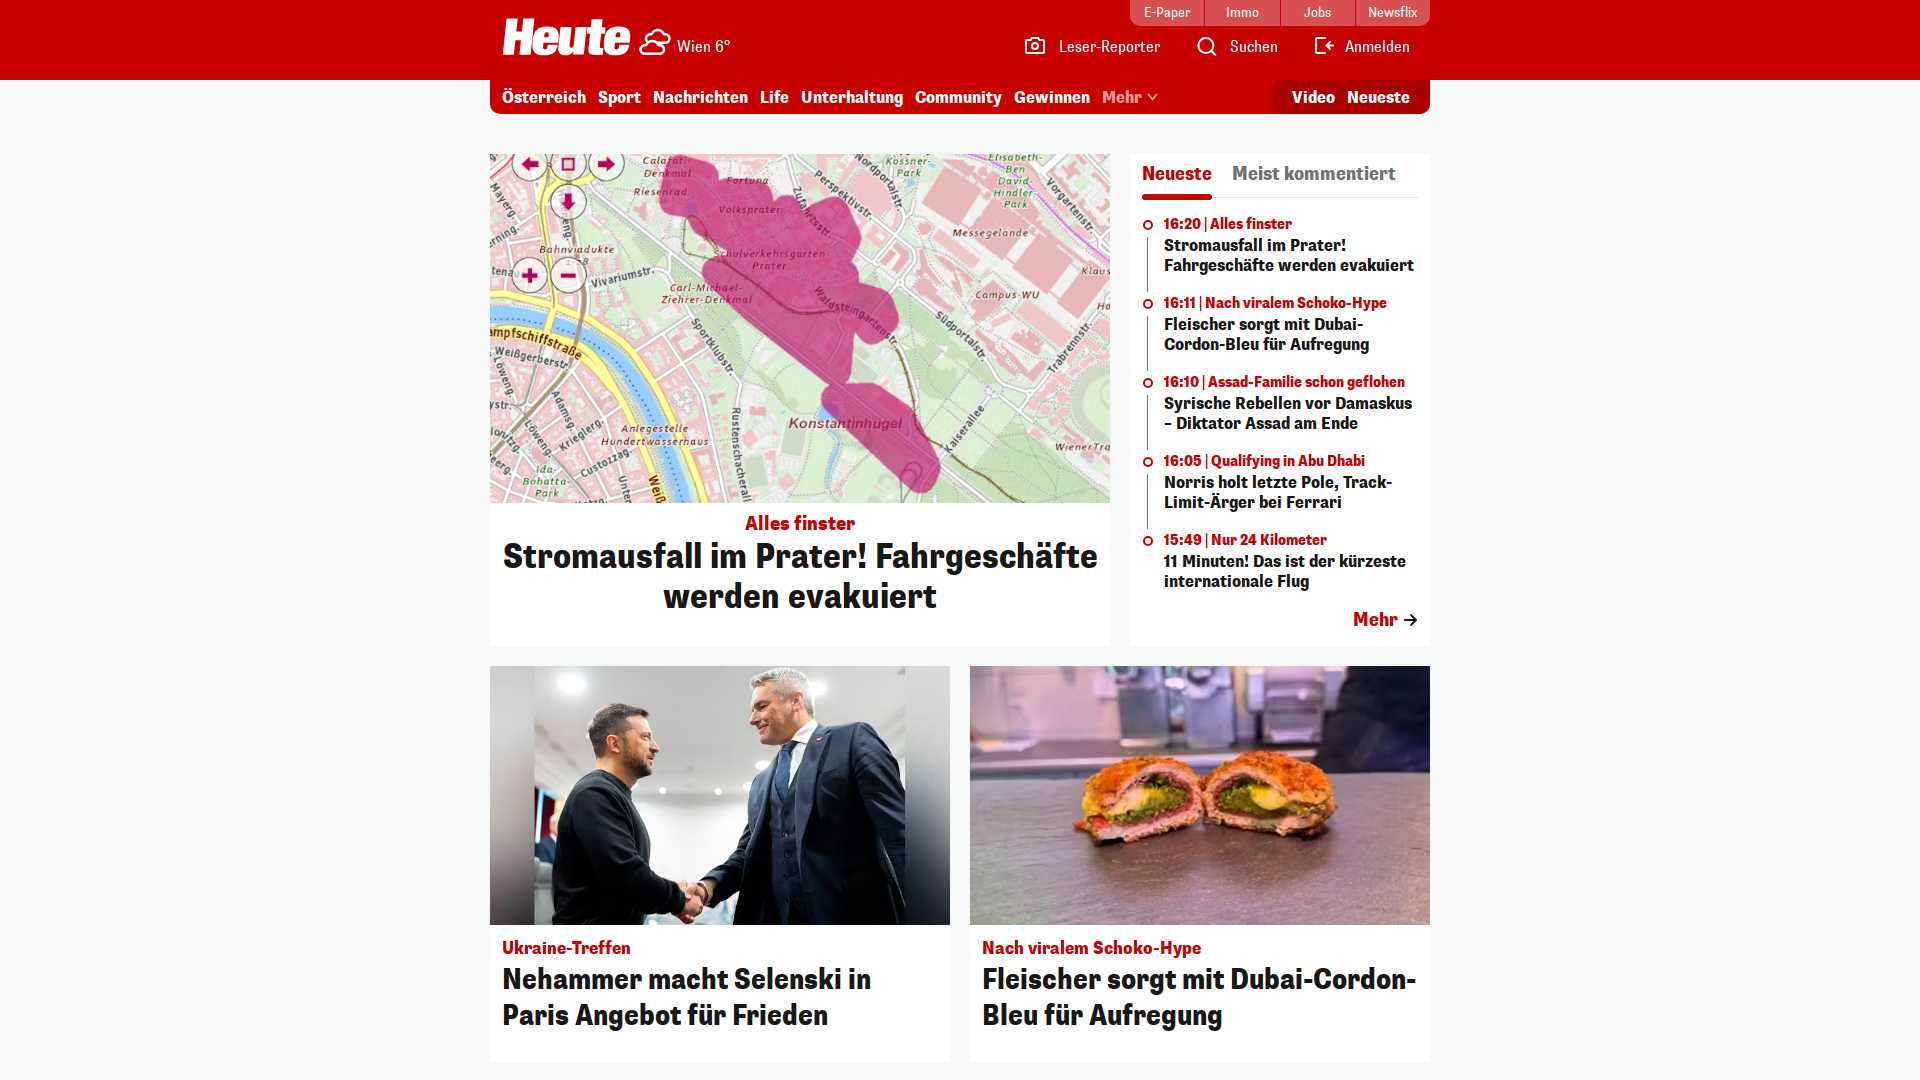 E-Paper
Immo
Jobs
Newsflix
Heute
Wien 6°
Leser-Reporter
Suchen
Anmelden
Österreich
Sport
Nachrichten
Life
Unterhaltung
Community
Gewinnen
Mehr
Video
Neueste
Calafati-
Denkmal
Riesenrad
Fortuna
Volksprater
Zufahrtsstr.
Perspektivstr.
Nordportalstr.
Kossner-
Park
Elisabeth-
Ben
David-
Hindler
Park
Vorgartenstr.
Messegelände
Bahnviadukte
Vivariumstr.
Schulverkehrsgarten
Prater
Carl-Michael-
Ziehrer-Denkmal
Waldsteingartenstr.
Campus-WU
Südportalstr.
Trabrennstr.
Sportklubstr.
ampfschiffstraße
Weißgerberstr.
Löweng.
Adamsg.
Krieglerg.
Custozzag.
Anlegestelle
Hundertwasserhaus
Rustenschacherall
Konstantinhügel
Kaiserallee
WienerTra
Ida-
Bohatta-
Park
Weiß
Alles finster
Stromausfall im Prater! Fahrgeschäfte
werden evakuiert
Neueste
Meist kommentiert
16:20 | Alles finster
Stromausfall im Prater!
Fahrgeschäfte werden evakuiert
16:11 | Nach viralem Schoko-Hype
Fleischer sorgt mit Dubai-
Cordon-Bleu für Aufregung
16:10 | Assad-Familie schon geflohen
Syrische Rebellen vor Damaskus
– Diktator Assad am Ende
16:05 | Qualifying in Abu Dhabi
Norris holt letzte Pole, Track-
Limit-Ärger bei Ferrari
15:49 | Nur 24 Kilometer
11 Minuten! Das ist der kürzeste
internationale Flug
Mehr →
Ukraine-Treffen
Nehammer macht Selenski in
Paris Angebot für Frieden
Nach viralem Schoko-Hype
Fleischer sorgt mit Dubai-Cordon-
Bleu für Aufregung